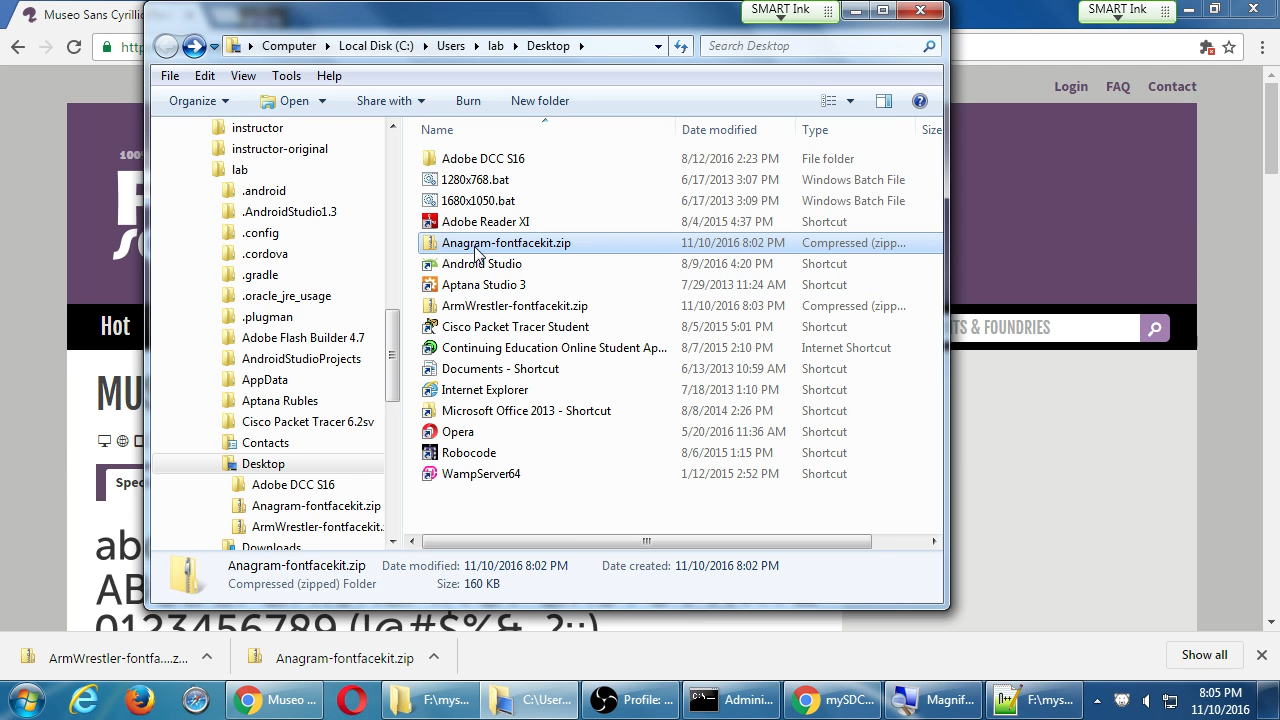 Museo Sans Cyrillic
SMART Ink
SMART Ink
Computer
Local Disk (C:)
Users
lab
Desktop
Search Desktop
File
Edit
View
Tools
Help
Organize
Open
Share with
Burn
New folder
Login
FAQ
Contact
Name
Date modified
Type
Size
instructor
instructor-original
lab
.android
.AndroidStudio1.3
.config
.cordova
.gradle
.oracle_jre_usage
.plugman
Adobe Flash Builder 4.7
AndroidStudioProjects
AppData
Aptana Rubles
Cisco Packet Tracer 6.2sv
Contacts
Desktop
Adobe DCC S16
Anagram-fontfacekit.zip
ArmWrestler-fontfacekit.
Downloads
Adobe DCC S16 8/12/2016 2:23 PM File folder
1280x768.bat 6/17/2013 3:07 PM Windows Batch File
1680x1050.bat 6/17/2013 3:09 PM Windows Batch File
Adobe Reader XI 8/4/2015 4:37 PM Shortcut
Anagram-fontfacekit.zip 11/10/2016 8:02 PM Compressed (zipp...
Android Studio 8/9/2016 4:20 PM Shortcut
Aptana Studio 3 7/29/2013 11:24 AM Shortcut
ArmWrestler-fontfacekit.zip 11/10/2016 8:03 PM Compressed (zipp...
Cisco Packet Tracer Student 8/5/2015 5:01 PM Shortcut
Continuing Education Online Student Ap... 8/7/2015 2:10 PM Internet Shortcut
Documents - Shortcut 6/13/2013 10:59 AM Shortcut
Internet Explorer 7/18/2013 1:10 PM Shortcut
Microsoft Office 2013 - Shortcut 8/8/2014 2:26 PM Shortcut
Opera 5/20/2016 11:36 AM Shortcut
Robocode 8/6/2015 1:15 PM Shortcut
WampServer64 1/12/2015 2:52 PM Shortcut
100
Hot
TS & FOUNDRIES
MU
Spec
ab
AB
0123456789 (!@#$%& ?:;)
Anagram-fontfacekit.zip Date modified: 11/10/2016 8:02 PM Date created: 11/10/2016 8:02 PM
Compressed (zipped) Folder Size: 160 KB
ArmWrestler-fontfa....z...
Anagram-fontfacekit.zip
Show all
Museo ...
F:\mys...
C:\User...
Profile: ...
Admini...
mySDC...
Magnif...
F:\mys...
8:05 PM
11/10/2016